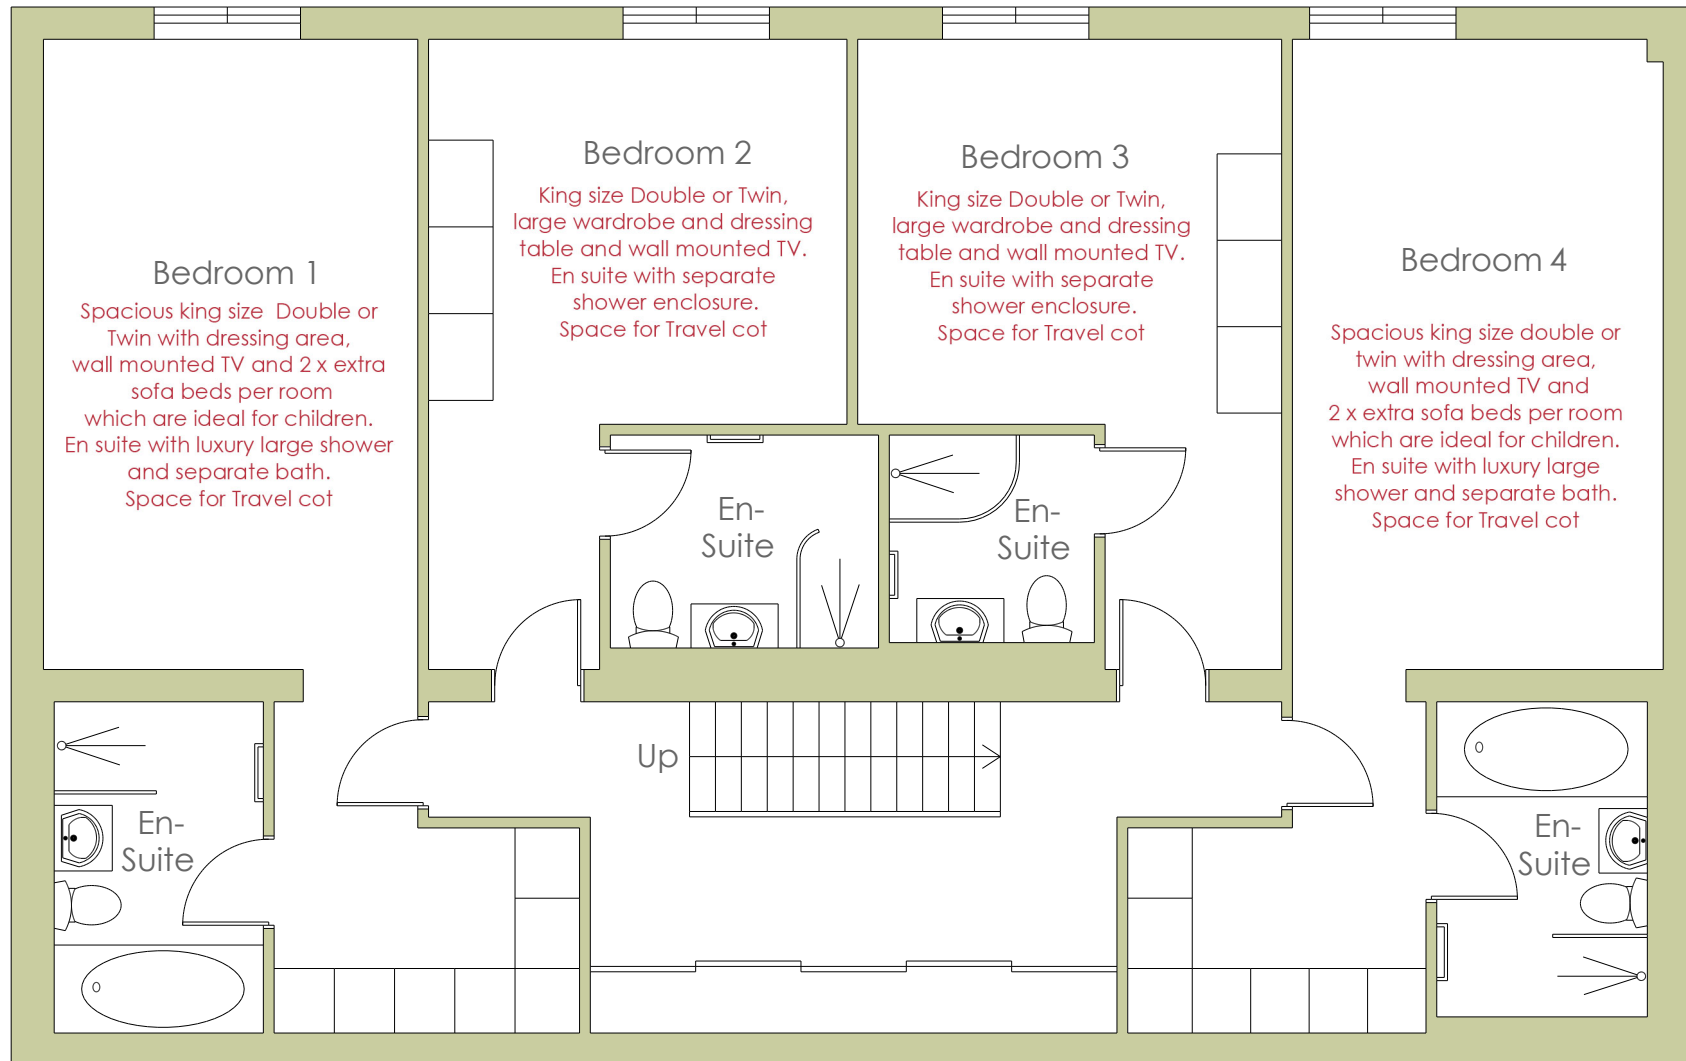 Bedroom 1
Spacious king size Double or
Twin with dressing area,
wall mounted TV and 2 x extra
sofa beds per room
which are ideal for children.
En suite with luxury large shower
and separate bath.
Space for Travel cot
Bedroom 2
King size Double or Twin,
large wardrobe and dressing
table and wall mounted TV.
En suite with separate
shower enclosure.
Space for Travel cot
Bedroom 3
King size Double or Twin,
large wardrobe and dressing
table and wall mounted TV.
En suite with separate
shower enclosure.
Space for Travel cot
Bedroom 4
Spacious king size double or
twin with dressing area,
wall mounted TV and
2 x extra sofa beds per room
which are ideal for children.
En suite with luxury large
shower and separate bath.
Space for Travel cot
En-
Suite
En-
Suite
Up
En-
Suite
En-
Suite